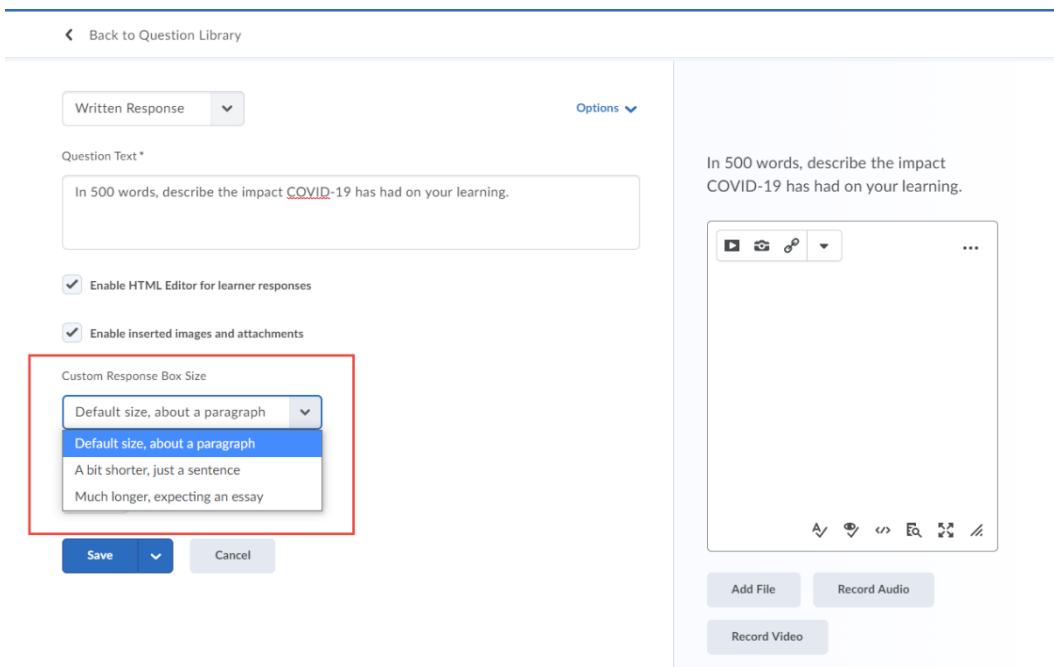 Back to Question Library
Written Response
Options
Question Text*
In 500 words, describe the impact COVID-19 has had on your learning.
Enable HTML Editor for learner responses
Enable inserted images and attachments
Custom Response Box Size
Default size, about a paragraph
Default size, about a paragraph
A bit shorter, just a sentence
Much longer, expecting an essay
Save
Cancel
In 500 words, describe the impact
COVID-19 has had on your learning.
Add File
Record Audio
Record Video